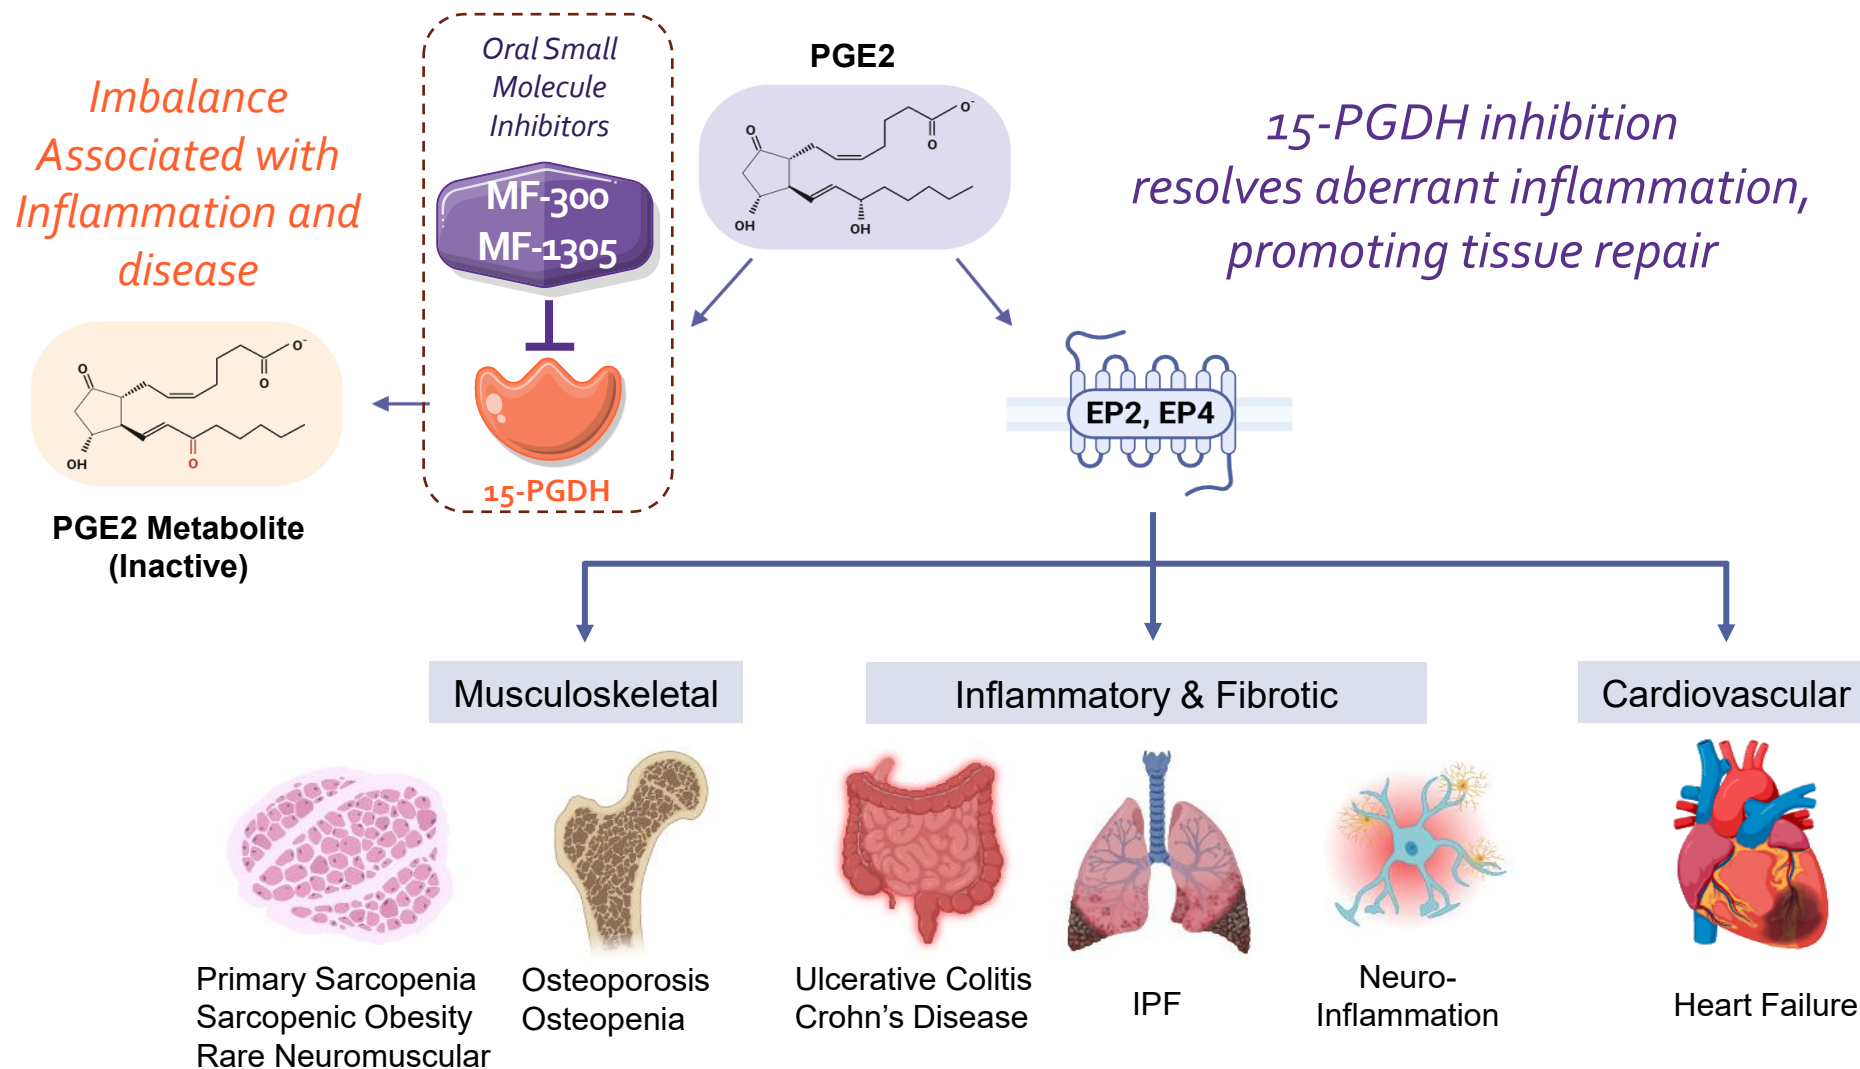 Imbalance
Associated with
Inflammation and
disease
Oral Small
Molecule
Inhibitors
MF-300
MF-1305
15-PGDH
PGE2
O
O-
O
OH
OH
15-PGDH inhibition
resolves aberrant inflammation,
promoting tissue repair
O
O-
O
OH
O
PGE2 Metabolite
(Inactive)
EP2, EP4
Musculoskeletal
Inflammatory & Fibrotic
Cardiovascular
Primary Sarcopenia
Sarcopenic Obesity
Rare Neuromuscular
Osteoporosis
Osteopenia
Ulcerative Colitis
Crohn’s Disease
IPF
Neuro-
Inflammation
Heart Failure